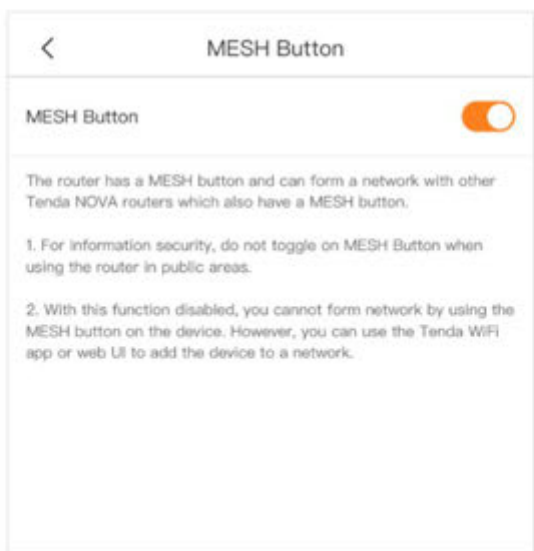 MESH Button
MESH Button
The router has a MESH button and can form a network with other
Tenda NOVA routers which also have a MESH button.
1. For information security, do not toggle on MESH Button when
using the router in public areas.
2. With this function disabled, you cannot form network by using the
MESH button on the device. However, you can use the Tenda WiFi
app or web UI to add the device to a network.